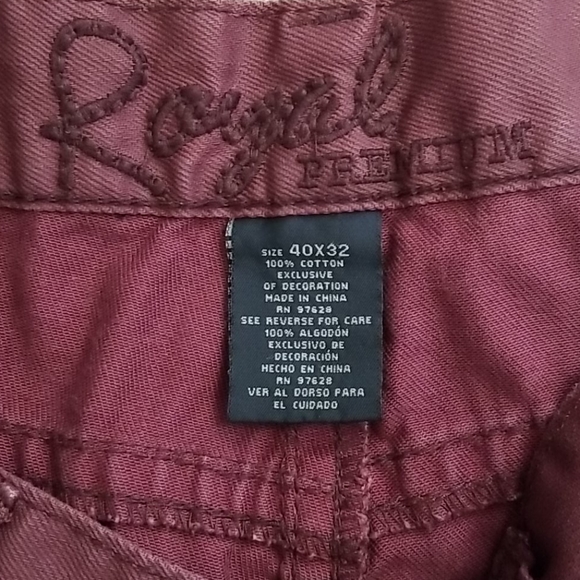 Royal
PREMIUM
SIZE 40X32
100% COTTON
EXCLUSIVE
OF DECORATION
MADE IN CHINA
RN 97628
SEE REVERSE FOR CARE
100% ALGODÓN
EXCLUSIVO DE
DECORACIÓN
HECHO EN CHINA
RN 97628
VER AL DORSO PARA
EL CUIDADO